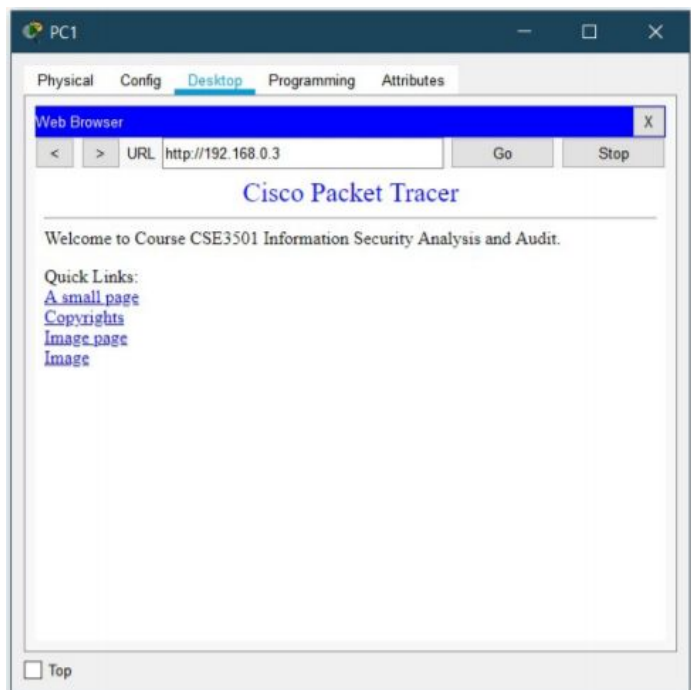 PC1
Physical Config Desktop Programming Attributes
Web Browser X
< > URL http://192.168.0.3 Go Stop
Cisco Packet Tracer
Welcome to Course CSE3501 Information Security Analysis and Audit.
Quick Links:
A small page
Copyrights
Image page
Image
Top